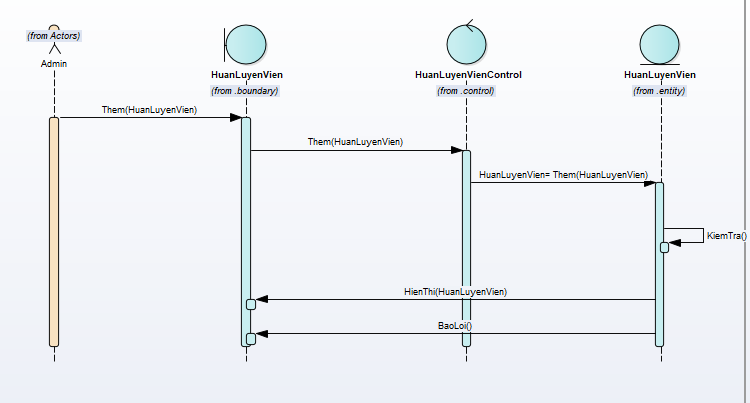 (from Actors)
Admin
HuanLuyenVien
(from .boundary)
HuanLuyenVienControl
(from .control)
HuanLuyenVien
(from .entity)
Them(HuanLuyenVien)
Them(HuanLuyenVien)
HuanLuyenVien= Them(HuanLuyenVien)
KiemTra()
HienThi(HuanLuyenVien)
BaoLoi()